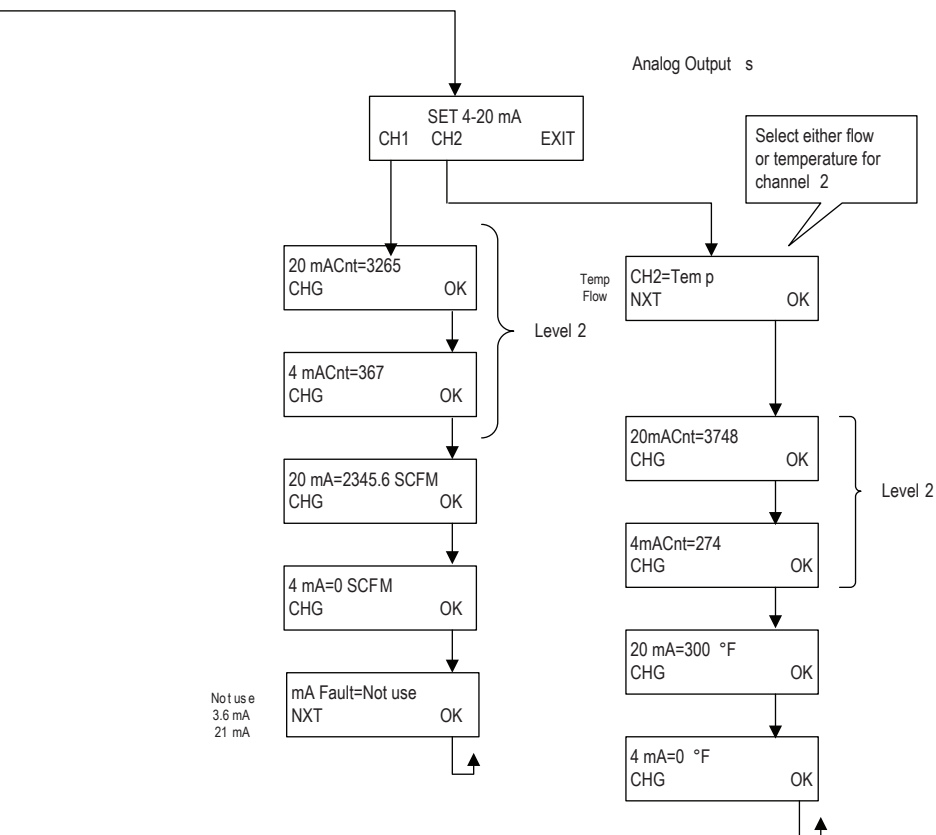 Analog Output s
SET 4-20 mA
CH1 CH2 EXIT
Select either flow
or temperature for
channel 2
20 mACnt=3265
CHG OK
4 mACnt=367
CHG OK
Level 2
20 mA=2345.6 SCFM
CHG OK
4 mA=0 SCFM
CHG OK
Not use
3.6 mA
21 mA
mA Fault=Not use
NXT OK
Temp
Flow
CH2=Tem p
NXT OK
20mACnt=3748
CHG OK
4mACnt=274
CHG OK
Level 2
20 mA=300 °F
CHG OK
4 mA=0 °F
CHG OK